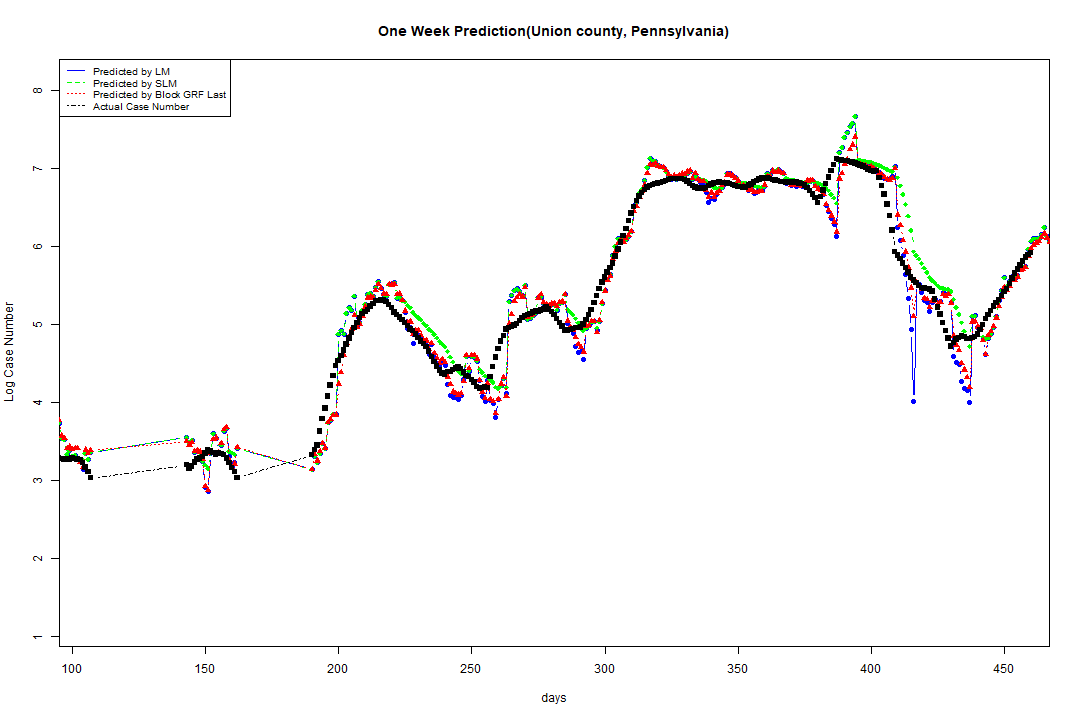 One Week Prediction(Union county, Pennsylvania)
Predicted by LM
Predicted by SLM
Predicted by Block GRF Last
Actual Case Number
Log Case Number
8
7
6
5
4
3
2
1
100 150 200 250 300 350 400 450
days